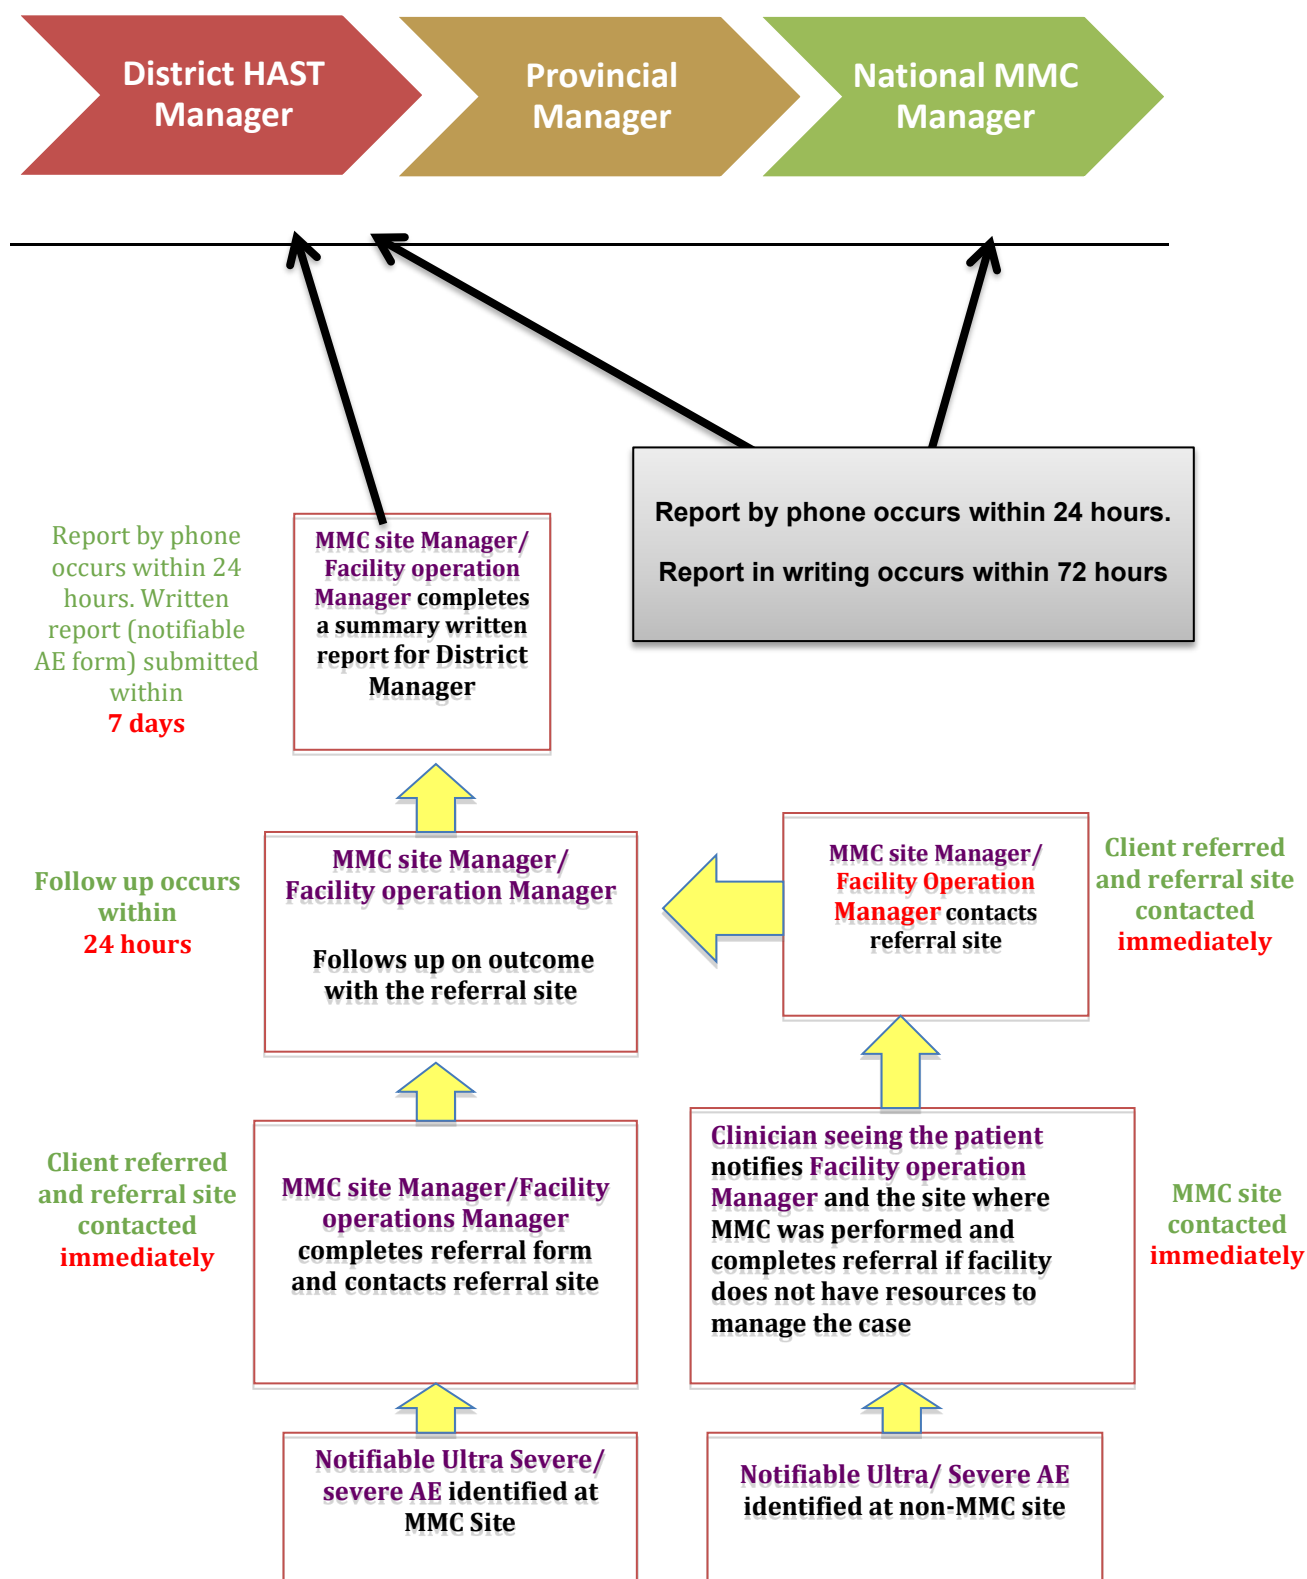 District HAST
Manager
Provincial
Manager
National MMC
Manager
Report by phone occurs within 24 hours.
Report in writing occurs within 72 hours
Report by phone
occurs within 24
hours. Written
report (notifiable
AE form) submitted
within
7 days
MMC site Manager/
Facility operation
Manager completes
a summary written
report for District
Manager
Follow up occurs
within
24 hours
MMC site Manager/
Facility operation Manager
Follows up on outcome
with the referral site
MMC site Manager/
Facility Operation
Manager contacts
referral site
Client referred
and referral site
contacted
immediately
Client referred
and referral site
contacted
immediately
MMC site Manager/Facility
operations Manager
completes referral form
and contacts referral site
Clinician seeing the patient
notifies Facility operation
Manager and the site where
MMC was performed and
completes referral if facility
does not have resources to
manage the case
MMC site
contacted
immediately
Notifiable Ultra Severe/
severe AE identified at
MMC Site
Notifiable Ultra/ Severe AE
identified at non-MMC site